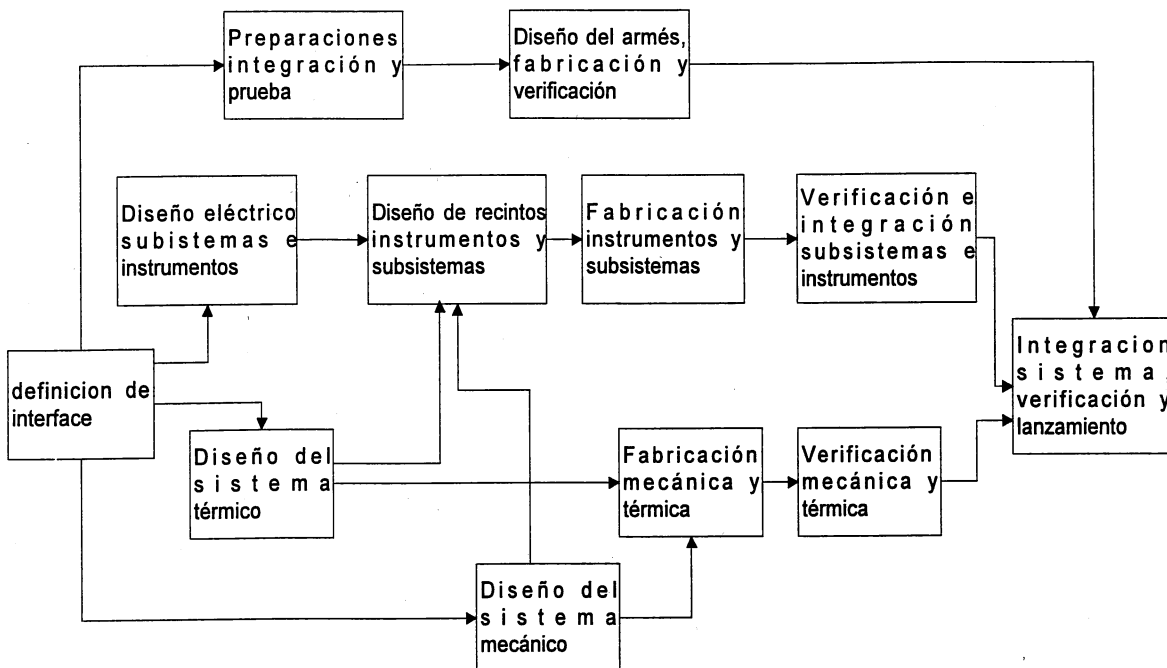 Preparaciones
integración y
prueba
Diseño del armés,
fabricación y
verificación
Diseño eléctrico
subistemas e
instrumentos
Diseño de recintos
instrumentos y
subsistemas
Fabricación
instrumentos y
subsistemas
Verificación e
integración
subsistemas e
instrumentos
definicion de
interface
Integracion
sistema,
verificación y
lanzamiento
Diseño del
sistema
térmico
Fabricación
mecánica y
térmica
Verificación
mecánica y
térmica
Diseño del
sistema
mecánico